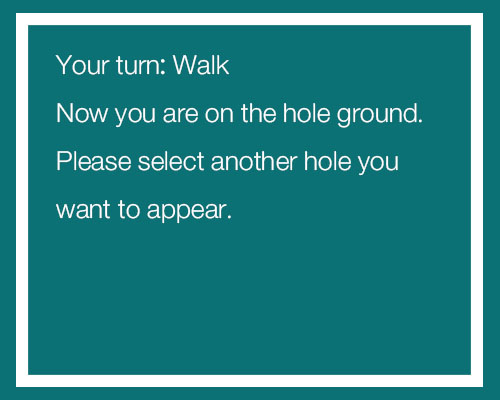 Your turn: Walk
Now you are on the hole ground.
Please select another hole you
want to appear.